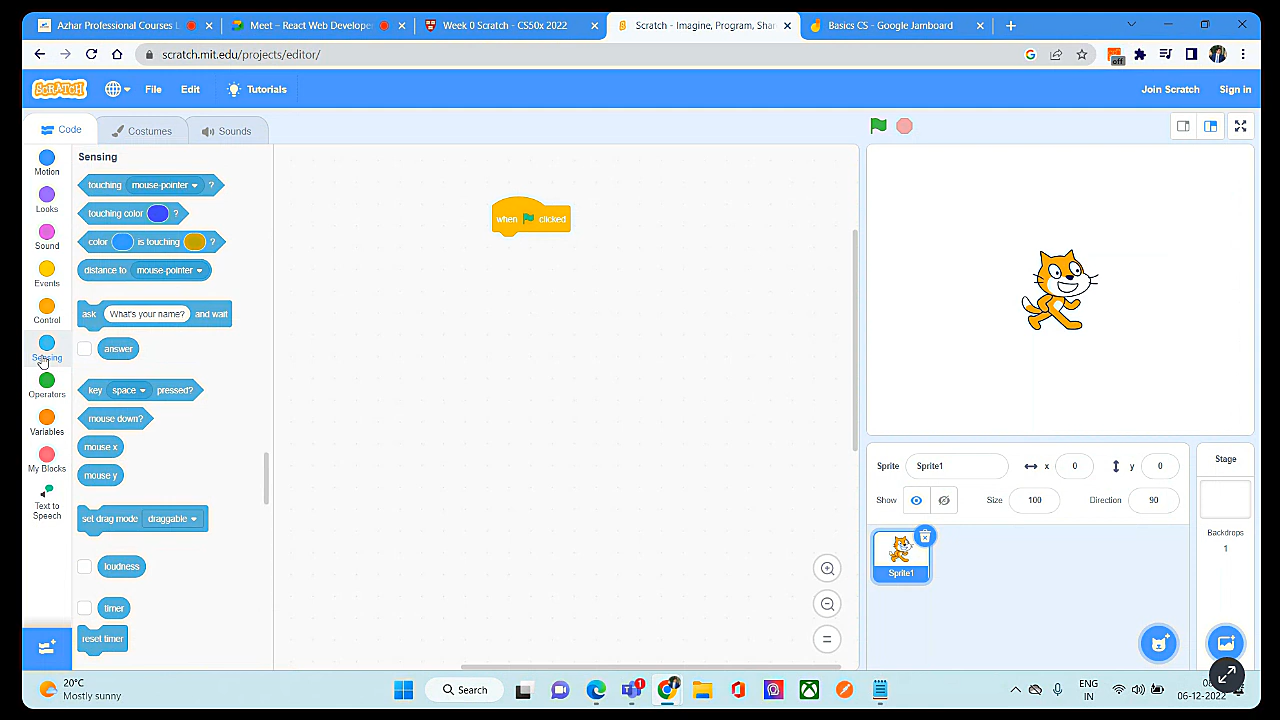 Azhar Professional Courses L
Meet – React Web Develope
Week 0 Scratch - CS50x 2022
Scratch - Imagine, Program, Shar
Basics CS - Google Jamboard
scratch.mit.edu/projects/editor/
off
SCRATCH
File
Edit
Tutorials
Join Scratch
Sign in
Code
Costumes
Sounds
Motion
Looks
Sound
Events
Control
Sensing
Operators
Variables
My Blocks
Text to
Speech
Sensing
touching mouse-pointer ?
touching color ?
color is touching ?
distance to mouse-pointer
ask What's your name? and wait
answer
key space pressed?
mouse down?
mouse x
mouse y
set drag mode draggable
loudness
timer
reset timer
when clicked
Sprite Sprite1 x 0 y 0
Show Size 100 Direction 90
Sprite1
Stage
Backdrops
1
20°C
Mostly sunny
Search
1
ENG
IN
06-12-2022